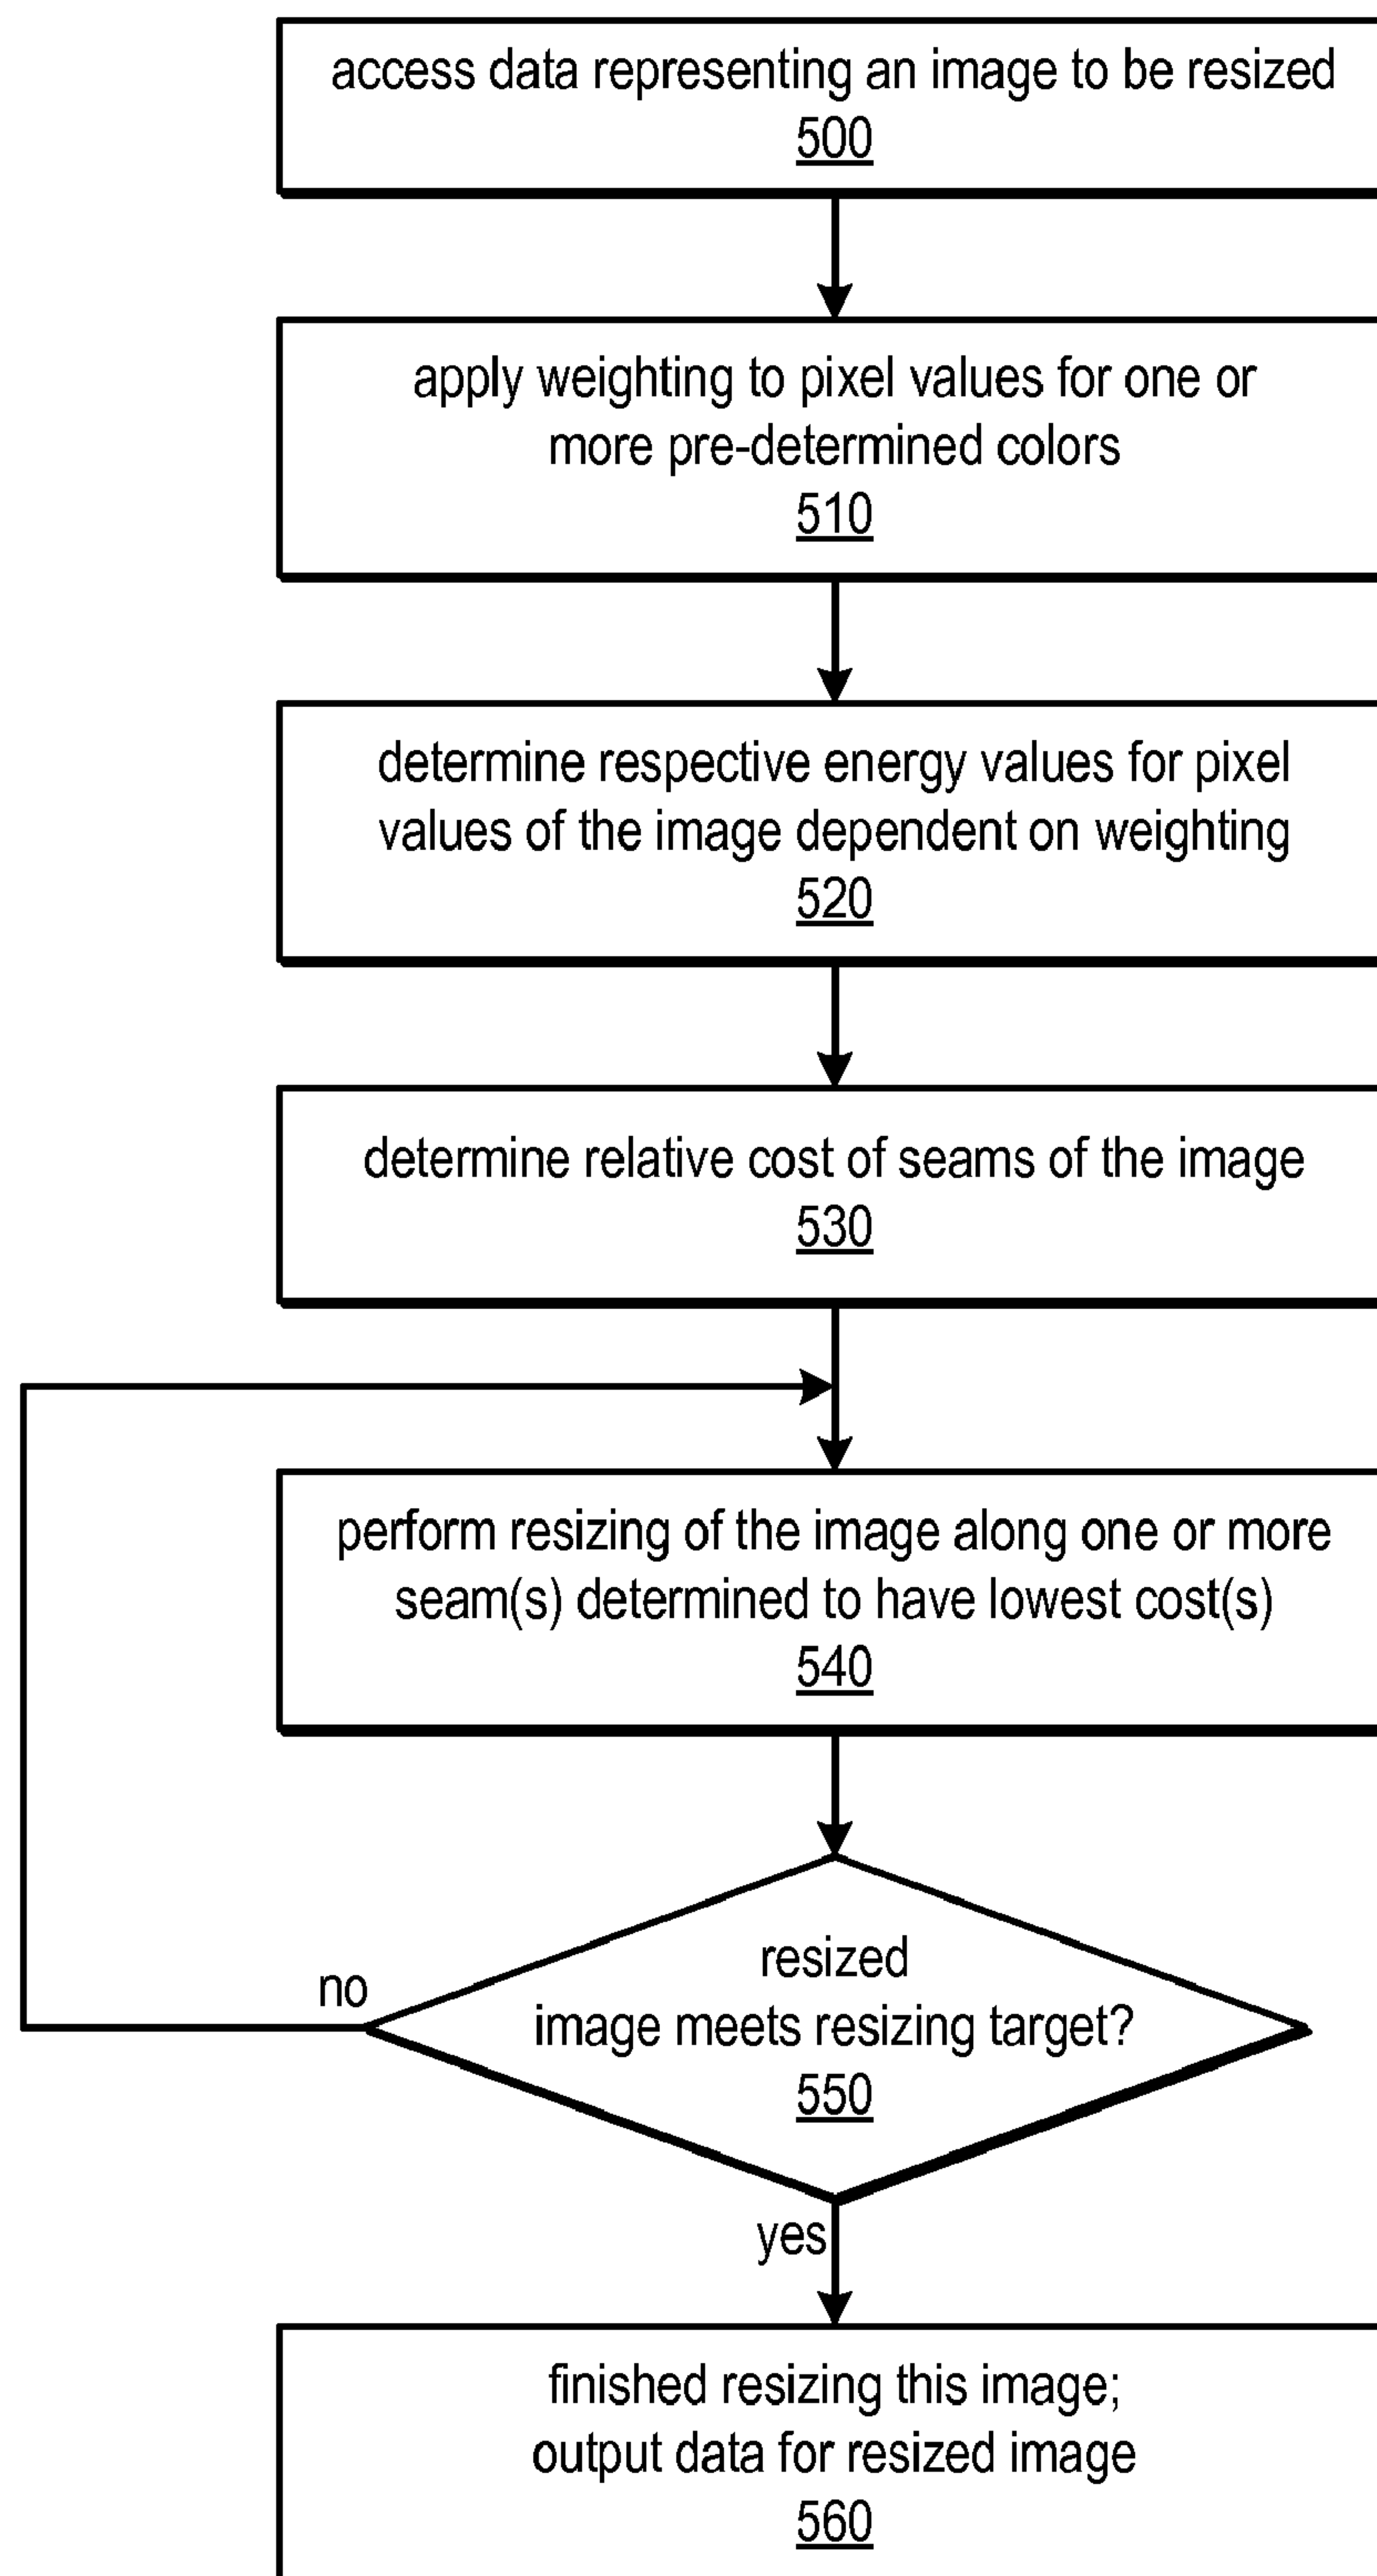 access data representing an image to be resized
500
apply weighting to pixel values for one or
more pre-determined colors
510
determine respective energy values for pixel
values of the image dependent on weighting
520
determine relative cost of seams of the image
530
perform resizing of the image along one or more
seam(s) determined to have lowest cost(s)
540
resized
image meets resizing target?
550
no
yes
finished resizing this image;
output data for resized image
560